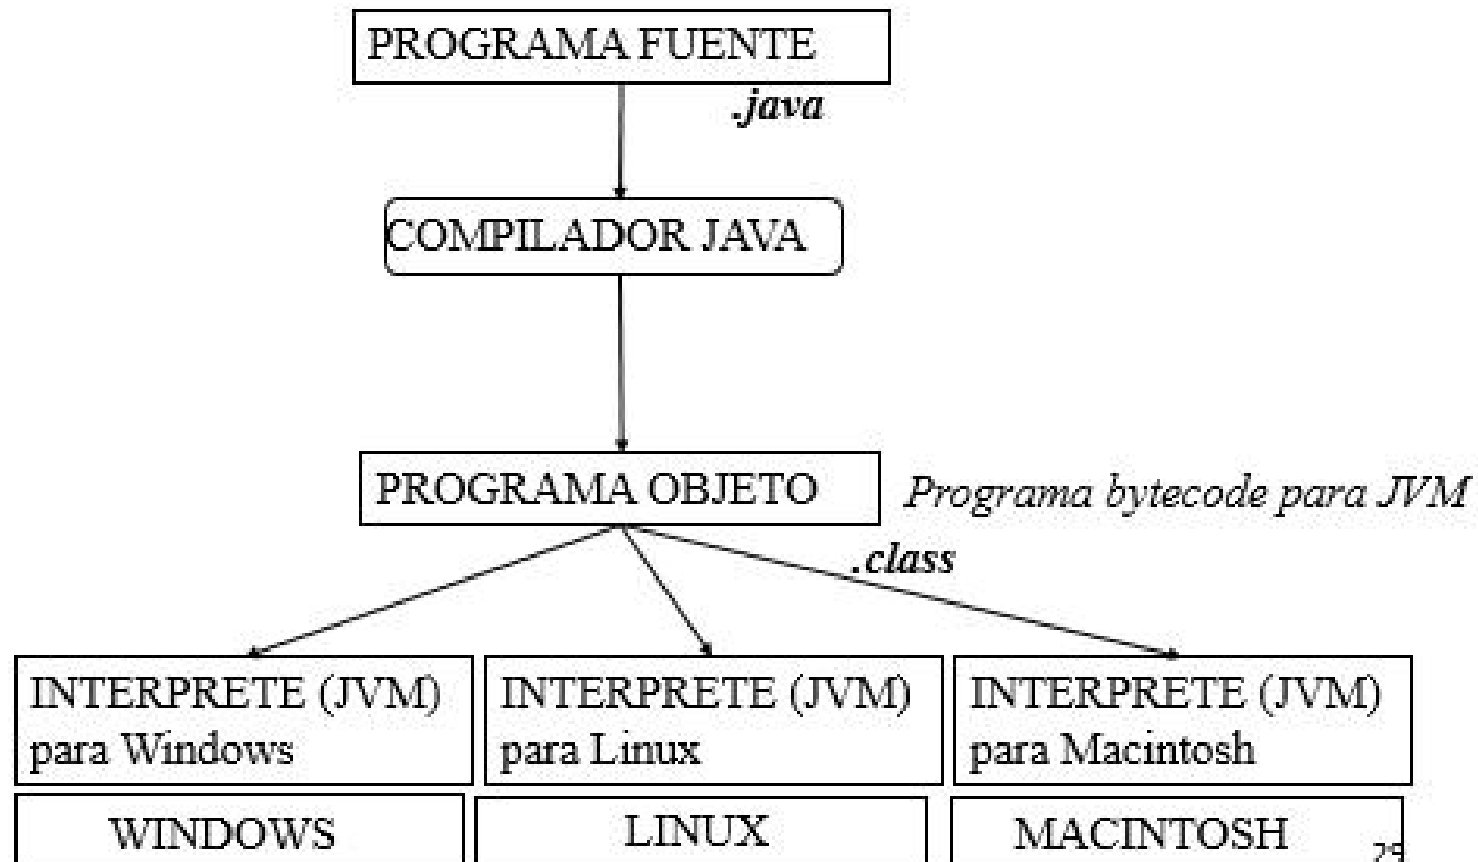 PROGRAMA FUENTE
.java
COMPILADOR JAVA
PROGRAMA OBJETO
Programa bytecode para JVM
.class
INTERPRETE (JVM)
para Windows
INTERPRETE (JVM)
para Linux
INTERPRETE (JVM)
para Macintosh
WINDOWS
LINUX
MACINTOSH